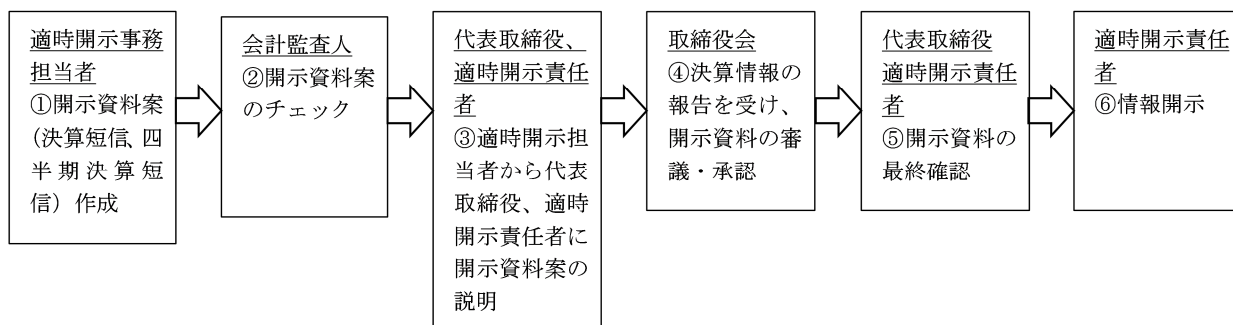 適時開示事務
担当者
①開示資料案
(決算短信、四
半期決算短
信）作成
会計監査人
②開示資料案
のチェック
代表取締役、
適時開示責任
者
③適時開示担
当者から代表
取締役、適時
開示責任者に
開示資料案の
説明
取締役会
④決算情報の
報告を受け、
開示資料の審
議・承認
代表取締役
適時開示責任
者
⑤開示資料の
最終確認
適時開示責任
者
⑥情報開示